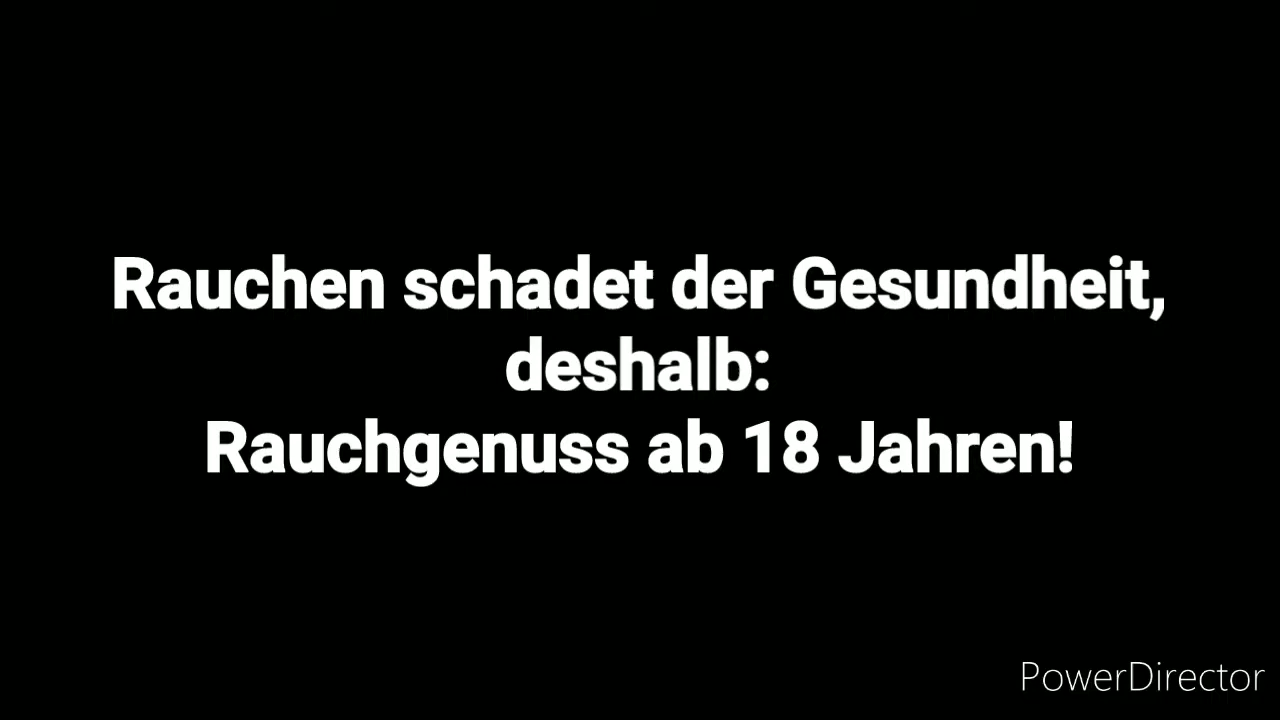 Rauchen schadet der Gesundheit,
deshalb:
Rauchgenuss ab 18 Jahren!
PowerDirector